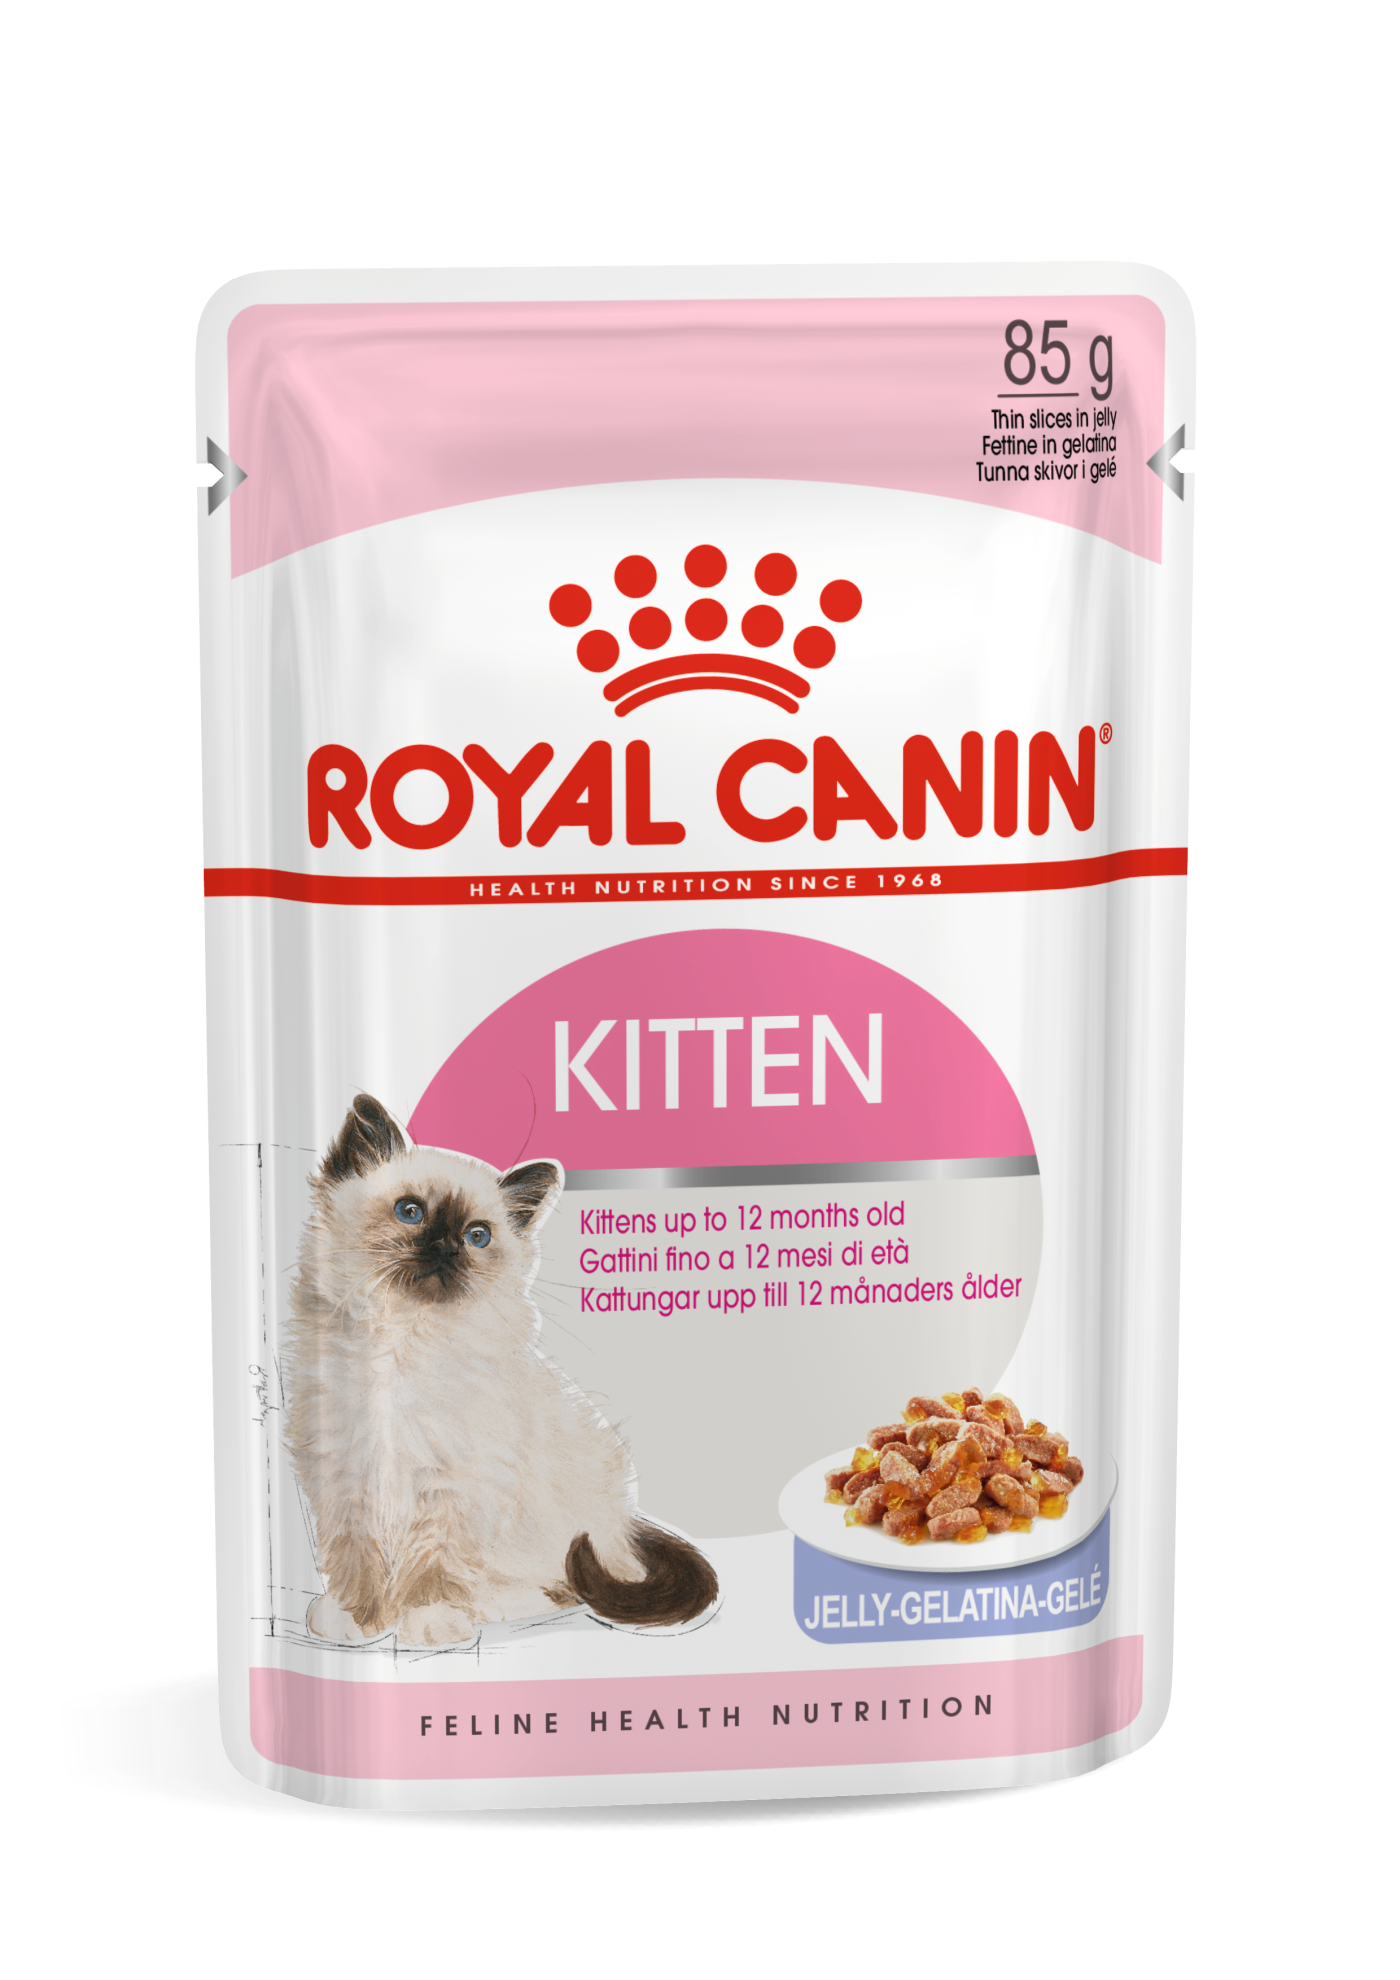 85 g
Thin slices in jelly
Fettine in gelatina
Tunna skivor i gelé
ROYAL CANIN®
HEALTH NUTRITION SINCE 1968
KITTEN
Kittens up to 12 months old
Gattini fino a 12 mesi di età
Kattungar upp till 12 månaders ålder
JELLY-GELATINA-GELÉ
FELINE HEALTH NUTRITION